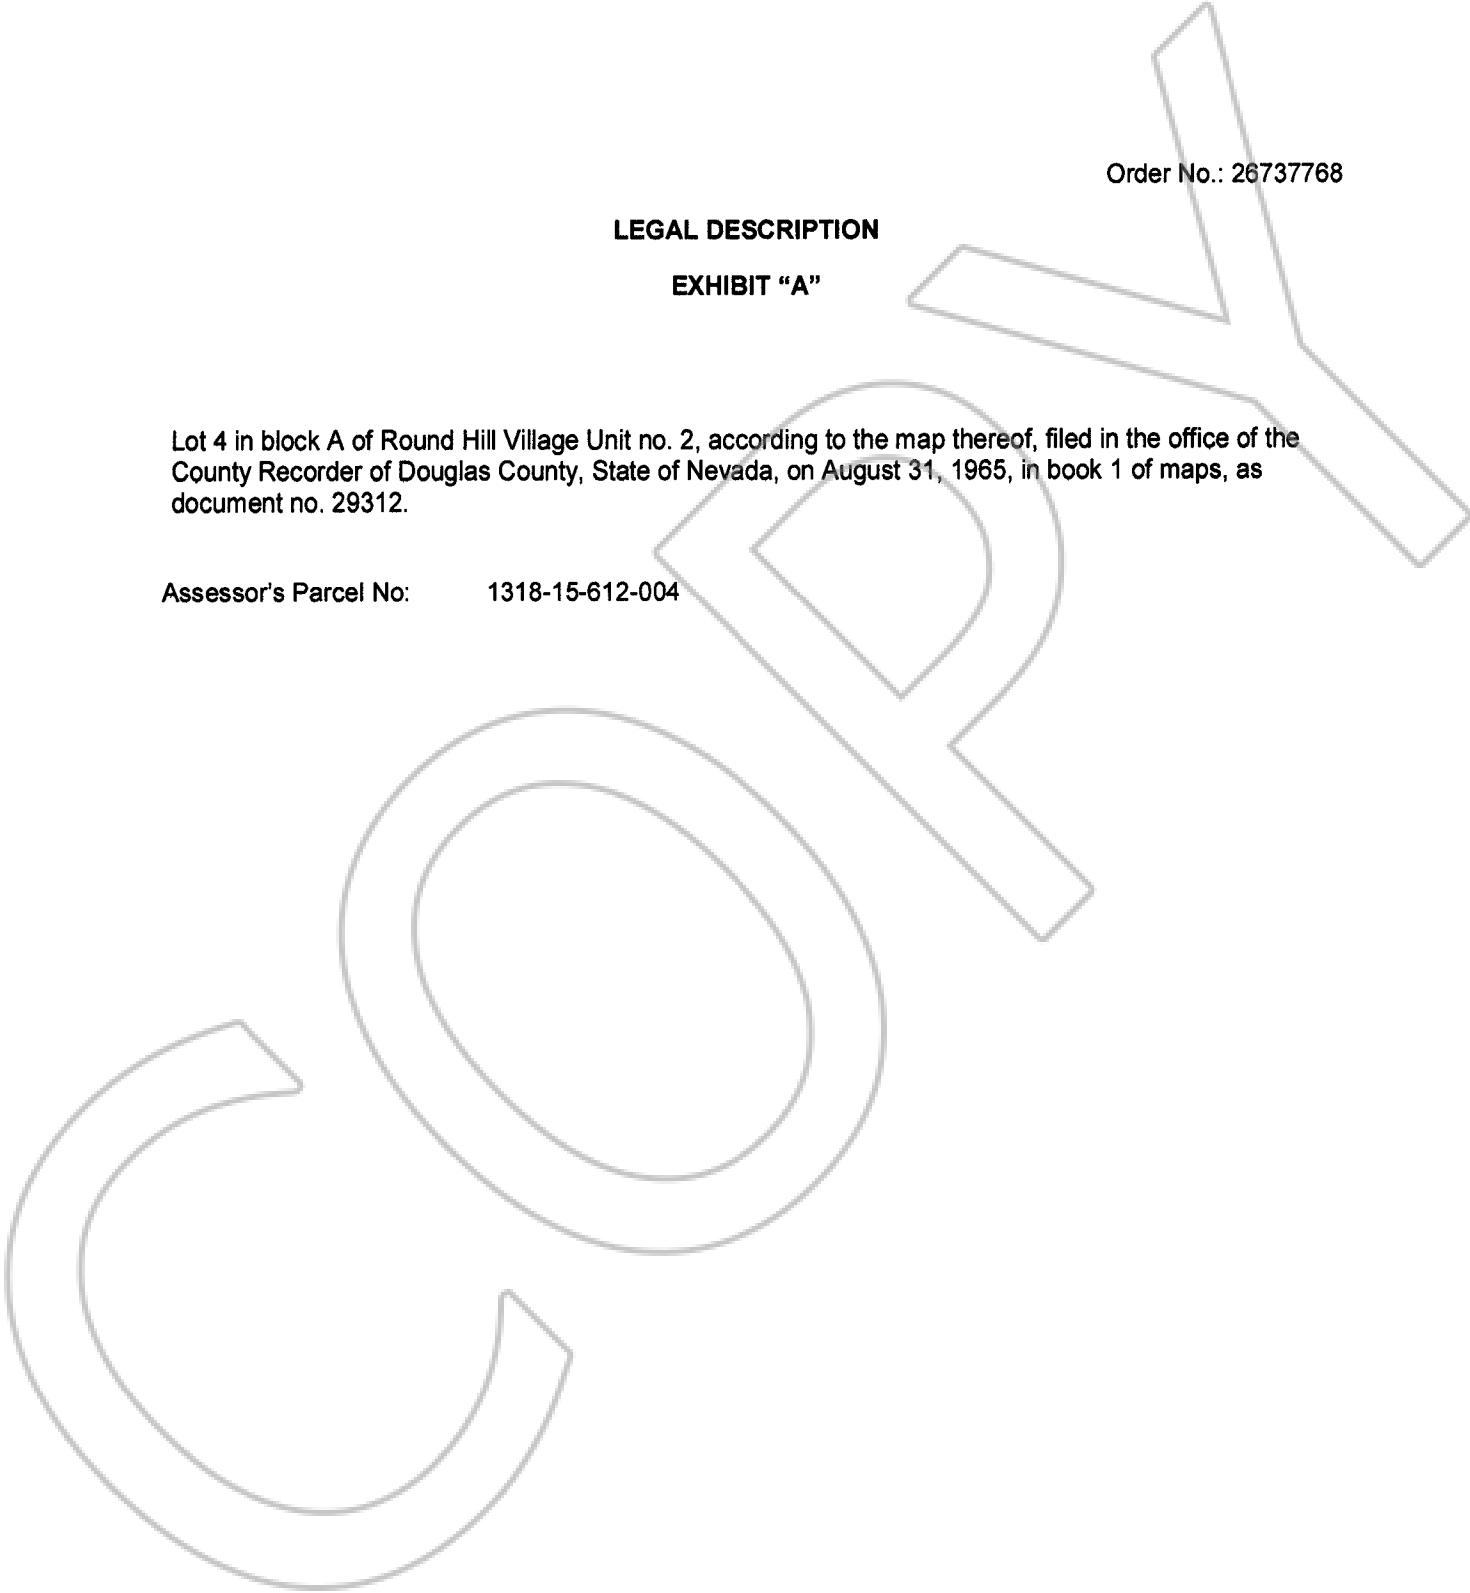 Order No.: 26737768
LEGAL DESCRIPTION
EXHIBIT “A”
Lot 4 in block A of Round Hill Village Unit no. 2, according to the map thereof, filed in the office of the
County Recorder of Douglas County, State of Nevada, on August 31, 1965, in book 1 of maps, as
document no. 29312.
Assessor's Parcel No: 1318-15-612-004
COPY